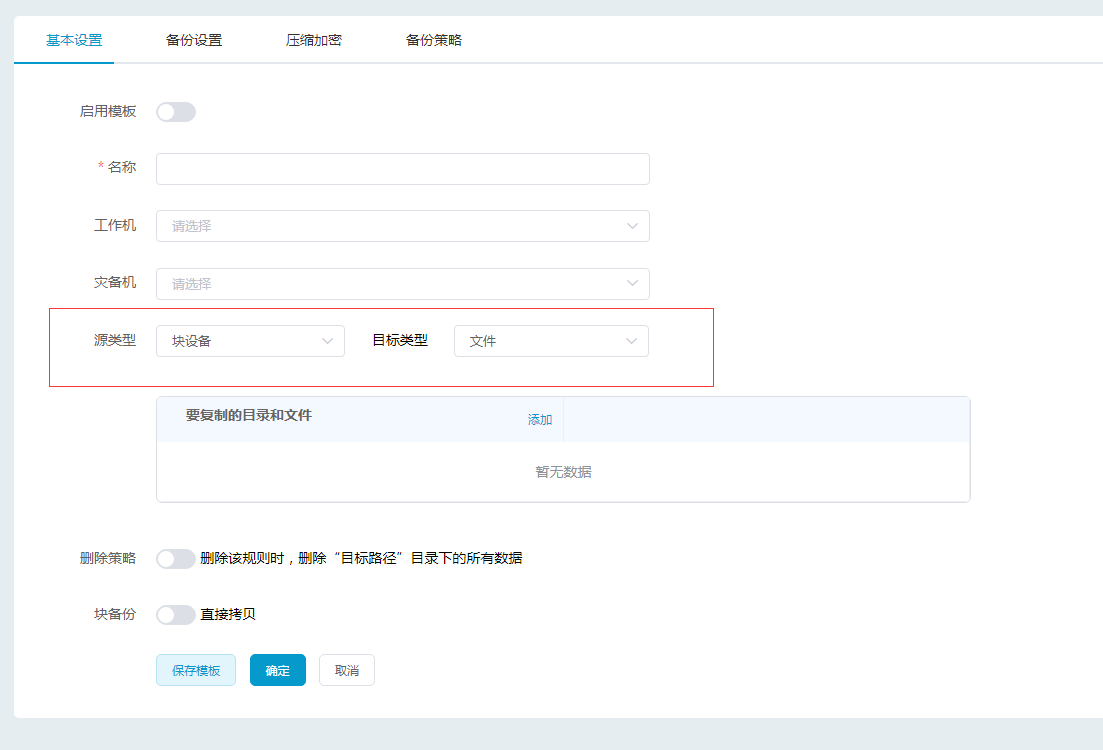 基本设置 备份设置 压缩加密 备份策略
启用模板
* 名称
工作机 请选择
灾备机 请选择
源类型 块设备 目标类型 文件
要复制的目录和文件 添加
暂无数据
删除策略 删除该规则时，删除“目标路径”目录下的所有数据
块备份 直接拷贝
保存模板 确定 取消